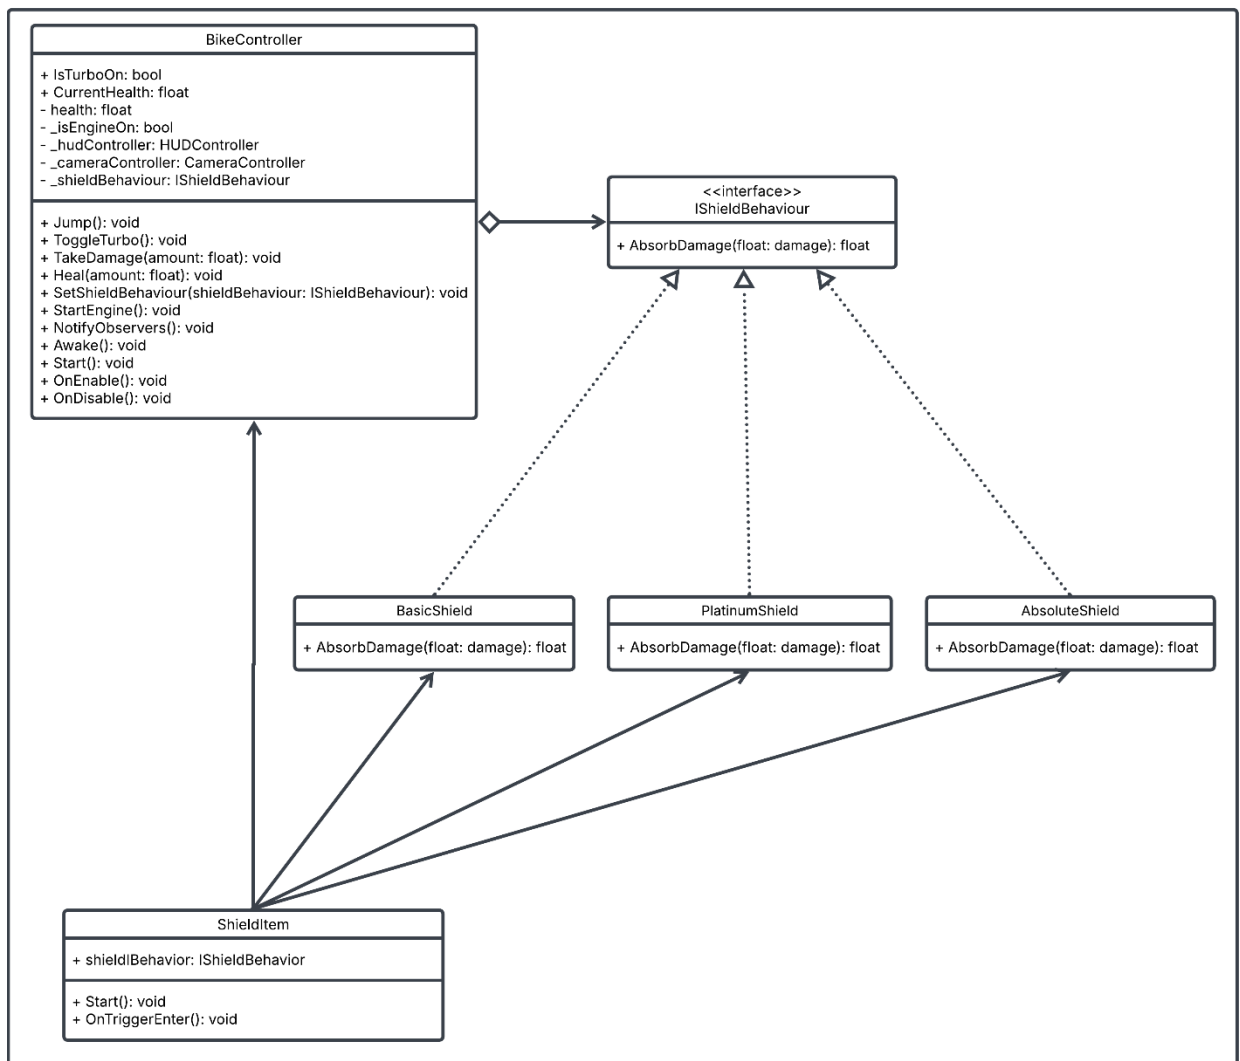 BikeController
+ IsTurboOn: bool
+ CurrentHealth: float
- health: float
- _isEngineOn: bool
- _hudController: HUDController
- _cameraController: CameraController
- _shieldBehaviour: IShieldBehaviour
+ Jump(): void
+ ToggleTurbo(): void
+ TakeDamage(amount: float): void
+ Heal(amount: float): void
+ SetShieldBehaviour(shieldBehaviour: IShieldBehaviour): void
+ StartEngine(): void
+ NotifyObservers(): void
+ Awake(): void
+ Start(): void
+ OnEnable(): void
+ OnDisable(): void
<<interface>>
IShieldBehaviour
+ AbsorbDamage(float: damage): float
BasicShield
+ AbsorbDamage(float: damage): float
PlatinumShield
+ AbsorbDamage(float: damage): float
AbsoluteShield
+ AbsorbDamage(float: damage): float
ShieldItem
+ shieldIBehavior: IShieldBehavior
+ Start(): void
+ OnTriggerEnter(): void